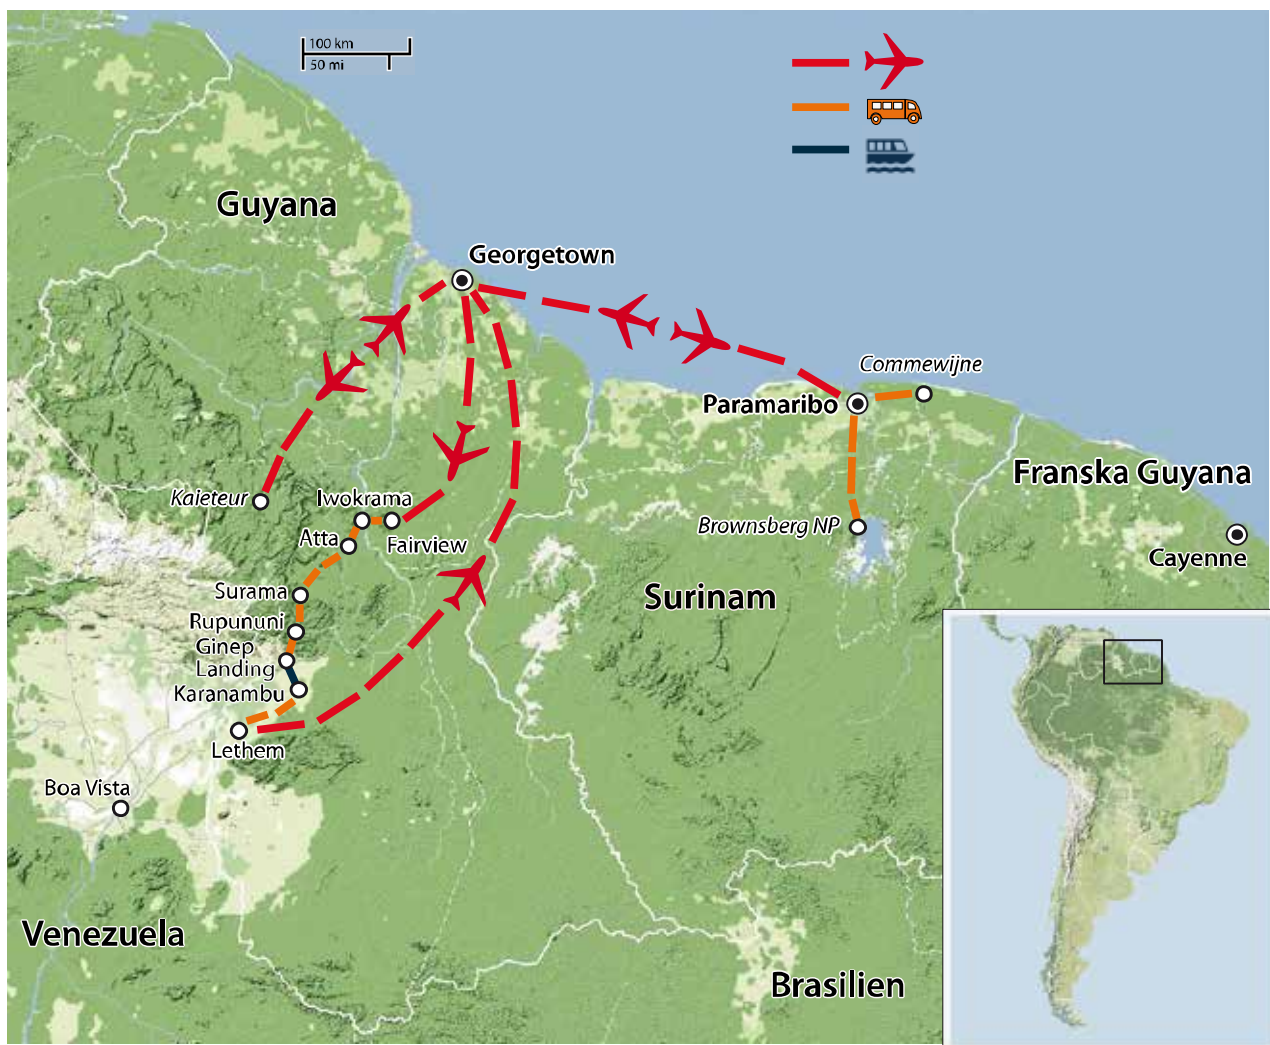 100 km
50 mi
Guyana
Georgetown
Commewijne
Paramaribo
Franska Guyana
Kaieteur
Iwokrama
Atta
Fairview
Brownsberg NP
Cayenne
Surama
Surinam
Rupununi
Ginep
Landing
Karanambu
Lethem
Boa Vista
Venezuela
Brasilien